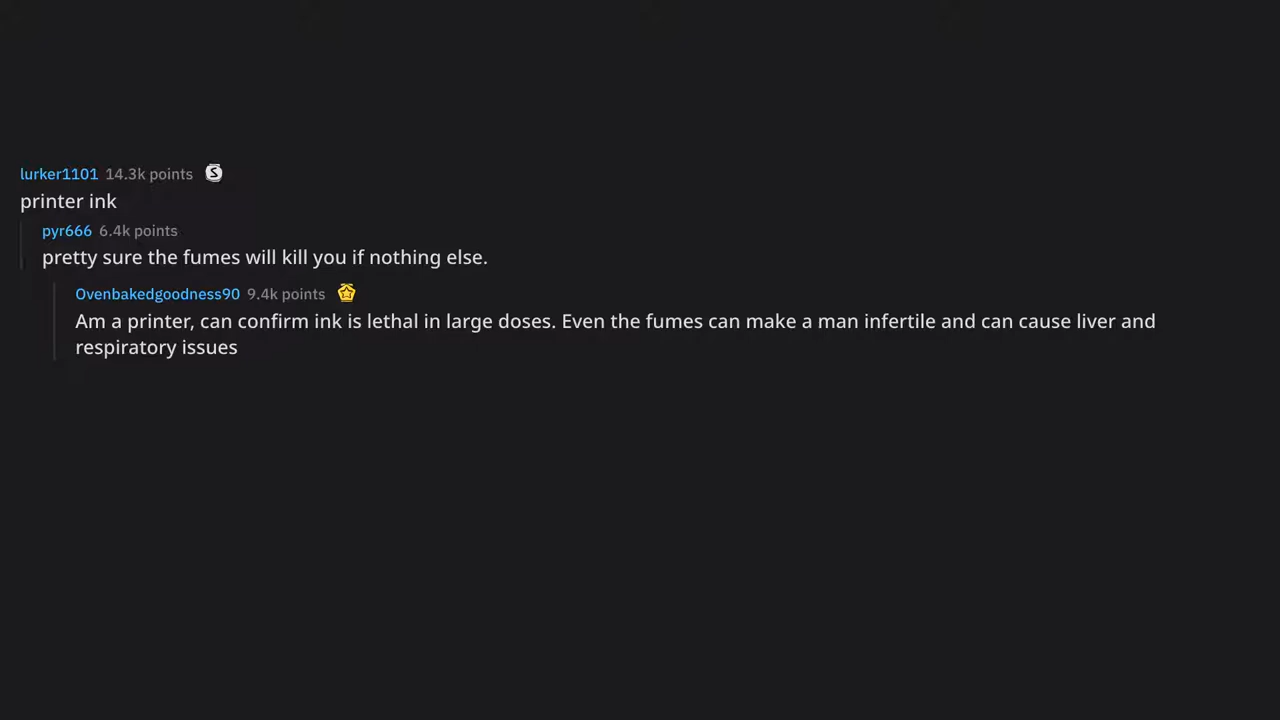 lurker1101 14.3k points
printer ink
pyr666 6.4k points
pretty sure the fumes will kill you if nothing else.
Ovenbakedgoodness90 9.4k points
Am a printer, can confirm ink is lethal in large doses. Even the fumes can make a man infertile and can cause liver and
respiratory issues